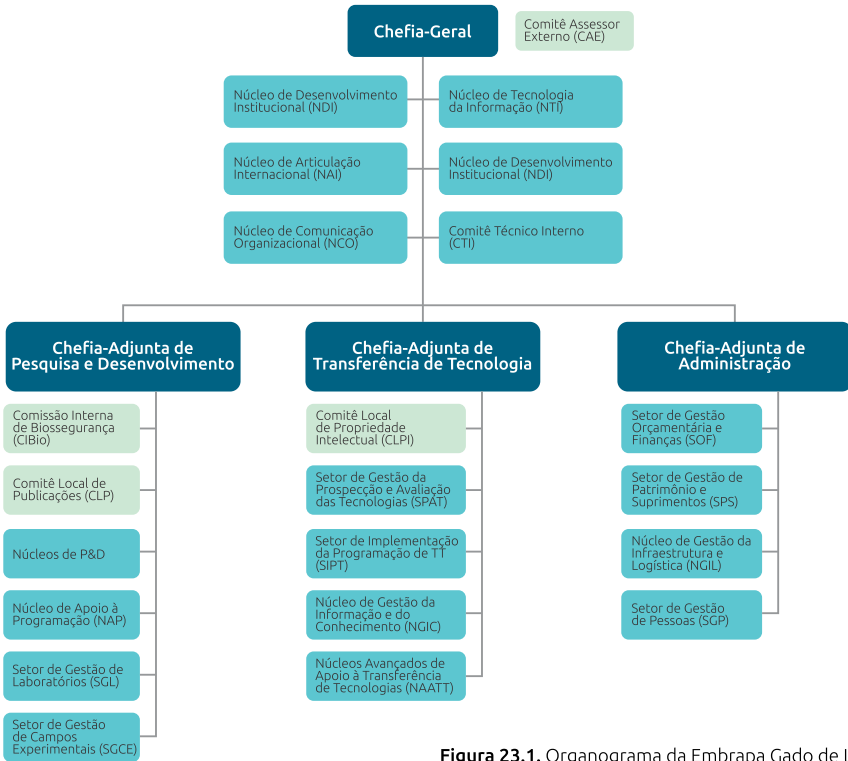 Chefia-Geral
Comitê Assessor
Externo (CAE)
Núcleo de Desenvolvimento
Institucional (NDI)
Núcleo de Tecnologia
da Informação (NTI)
Núcleo de Articulação
Internacional (NAI)
Núcleo de Desenvolvimento
Institucional (NDI)
Núcleo de Comunicação
Organizacional (NCO)
Comitê Técnico Interno
(CTI)
Chefia-Adjunta de
Pesquisa e Desenvolvimento
Comissão Interna
de Biossegurança
(CIBio)
Comitê Local de
Publicações (CLP)
Núcleos de P&D
Núcleo de Apoio à
Programação (NAP)
Setor de Gestão de
Laboratórios (SGL)
Setor de Gestão
de Campos
Experimentais (SGCE)
Chefia-Adjunta de
Transferência de Tecnologia
Comitê Local
de Propriedade
Intelectual (CLPI)
Setor de Gestão da
Prospecção e Avaliação
das Tecnologias (SPAT)
Setor de Implementação
da Programação de TT
(SIPT)
Núcleo de Gestão da
Informação e do
Conhecimento (NGIC)
Núcleos Avançados de
Apoio à Transferência
de Tecnologias (NAATT)
Chefia-Adjunta de
Administração
Setor de Gestão
Orçamentária e
Finanças (SOF)
Setor de Gestão de
Patrimônio e
Suprimentos (SPS)
Núcleo de Gestão da
Infraestrutura e
Logística (NGIL)
Setor de Gestão
de Pessoas (SGP)
Figura 23.1. Organograma da Embrapa Gado de